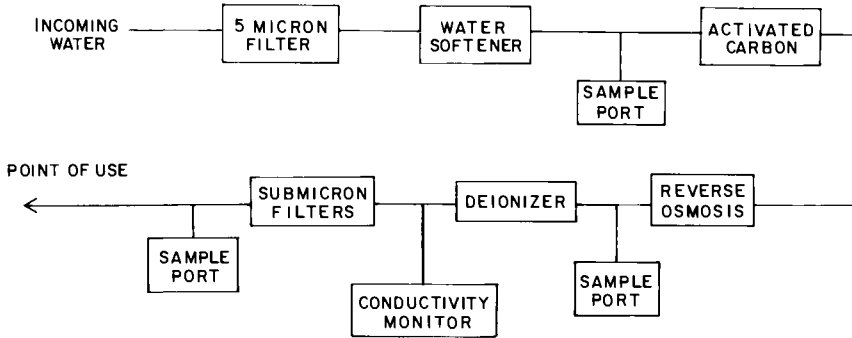 INCOMING
WATER
5 MICRON
FILTER
WATER
SOFTENER
SAMPLE
PORT
ACTIVATED
CARBON
POINT OF USE
SAMPLE
PORT
SUBMICRON
FILTERS
CONDUCTIVITY
MONITOR
DEIONIZER
SAMPLE
PORT
REVERSE
OSMOSIS